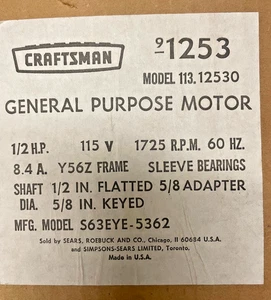 CRAFTSMAN
9-1253
MODEL 113.12530
GENERAL PURPOSE MOTOR
1/2 H.P. 115 V 1725 R.P.M. 60 HZ.
8.4 A. Y56Z FRAME SLEEVE BEARINGS
SHAFT 1/2 IN. FLATTED 5/8 ADAPTER
DIA. 5/8 IN. KEYED
MFG. MODEL S63EYE-5362
Sold by SEARS, ROEBUCK AND CO., Chicago, Il 60684 U.S.A.
and SIMPSONS-SEARS LIMITED, Toronto.
Made in U.S.A.